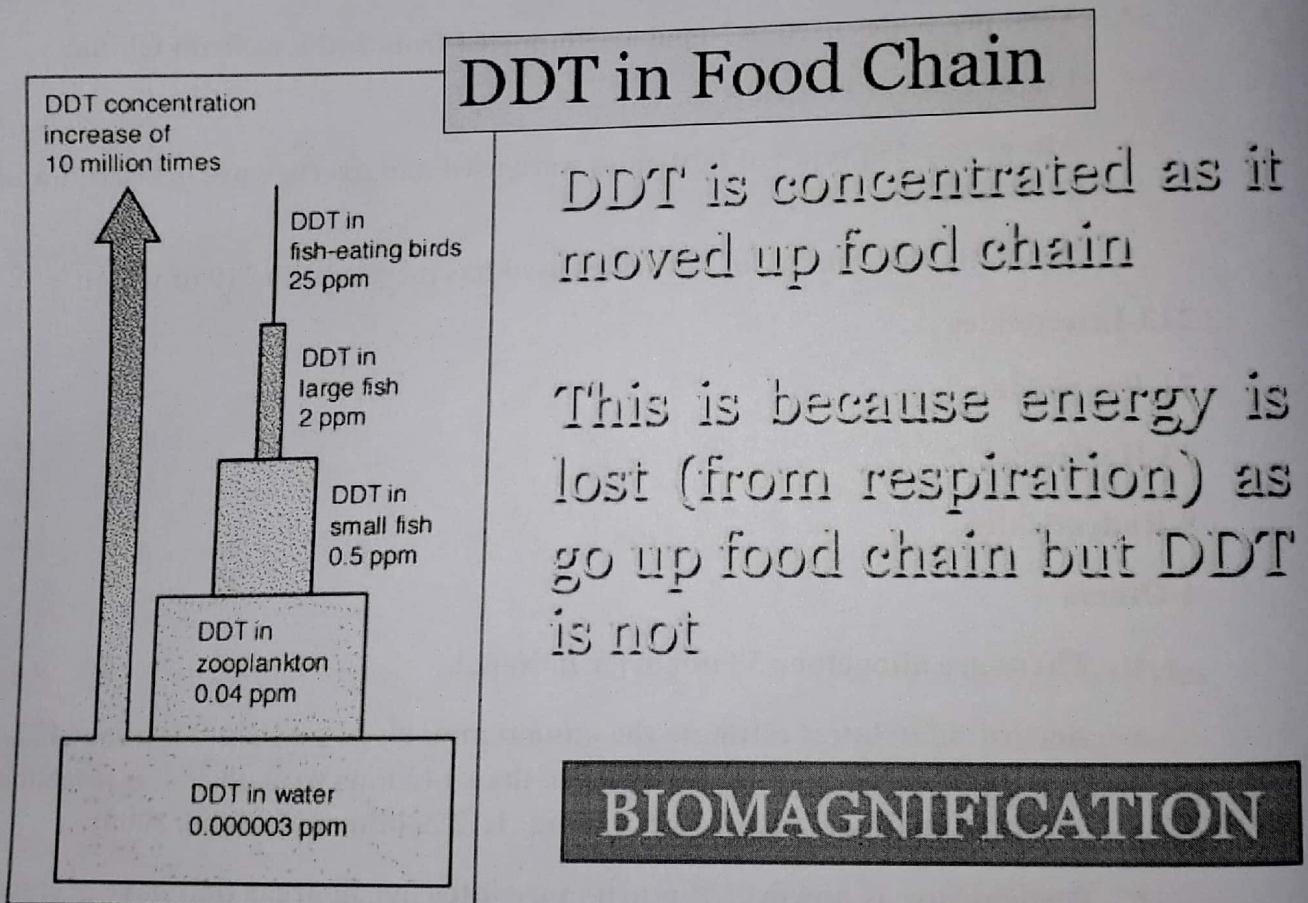 DDT in Food Chain
DDT concentration
increase of
10 million times
DDT in
fish-eating birds
25 ppm
DDT in
large fish
2 ppm
DDT in
small fish
0.5 ppm
DDT in
zooplankton
0.04 ppm
DDT in water
0.000003 ppm
DDT is concentrated as it
moved up food chain
This is because energy is
lost (from respiration) as
go up food chain but DDT
is not
BIOMAGNIFICATION